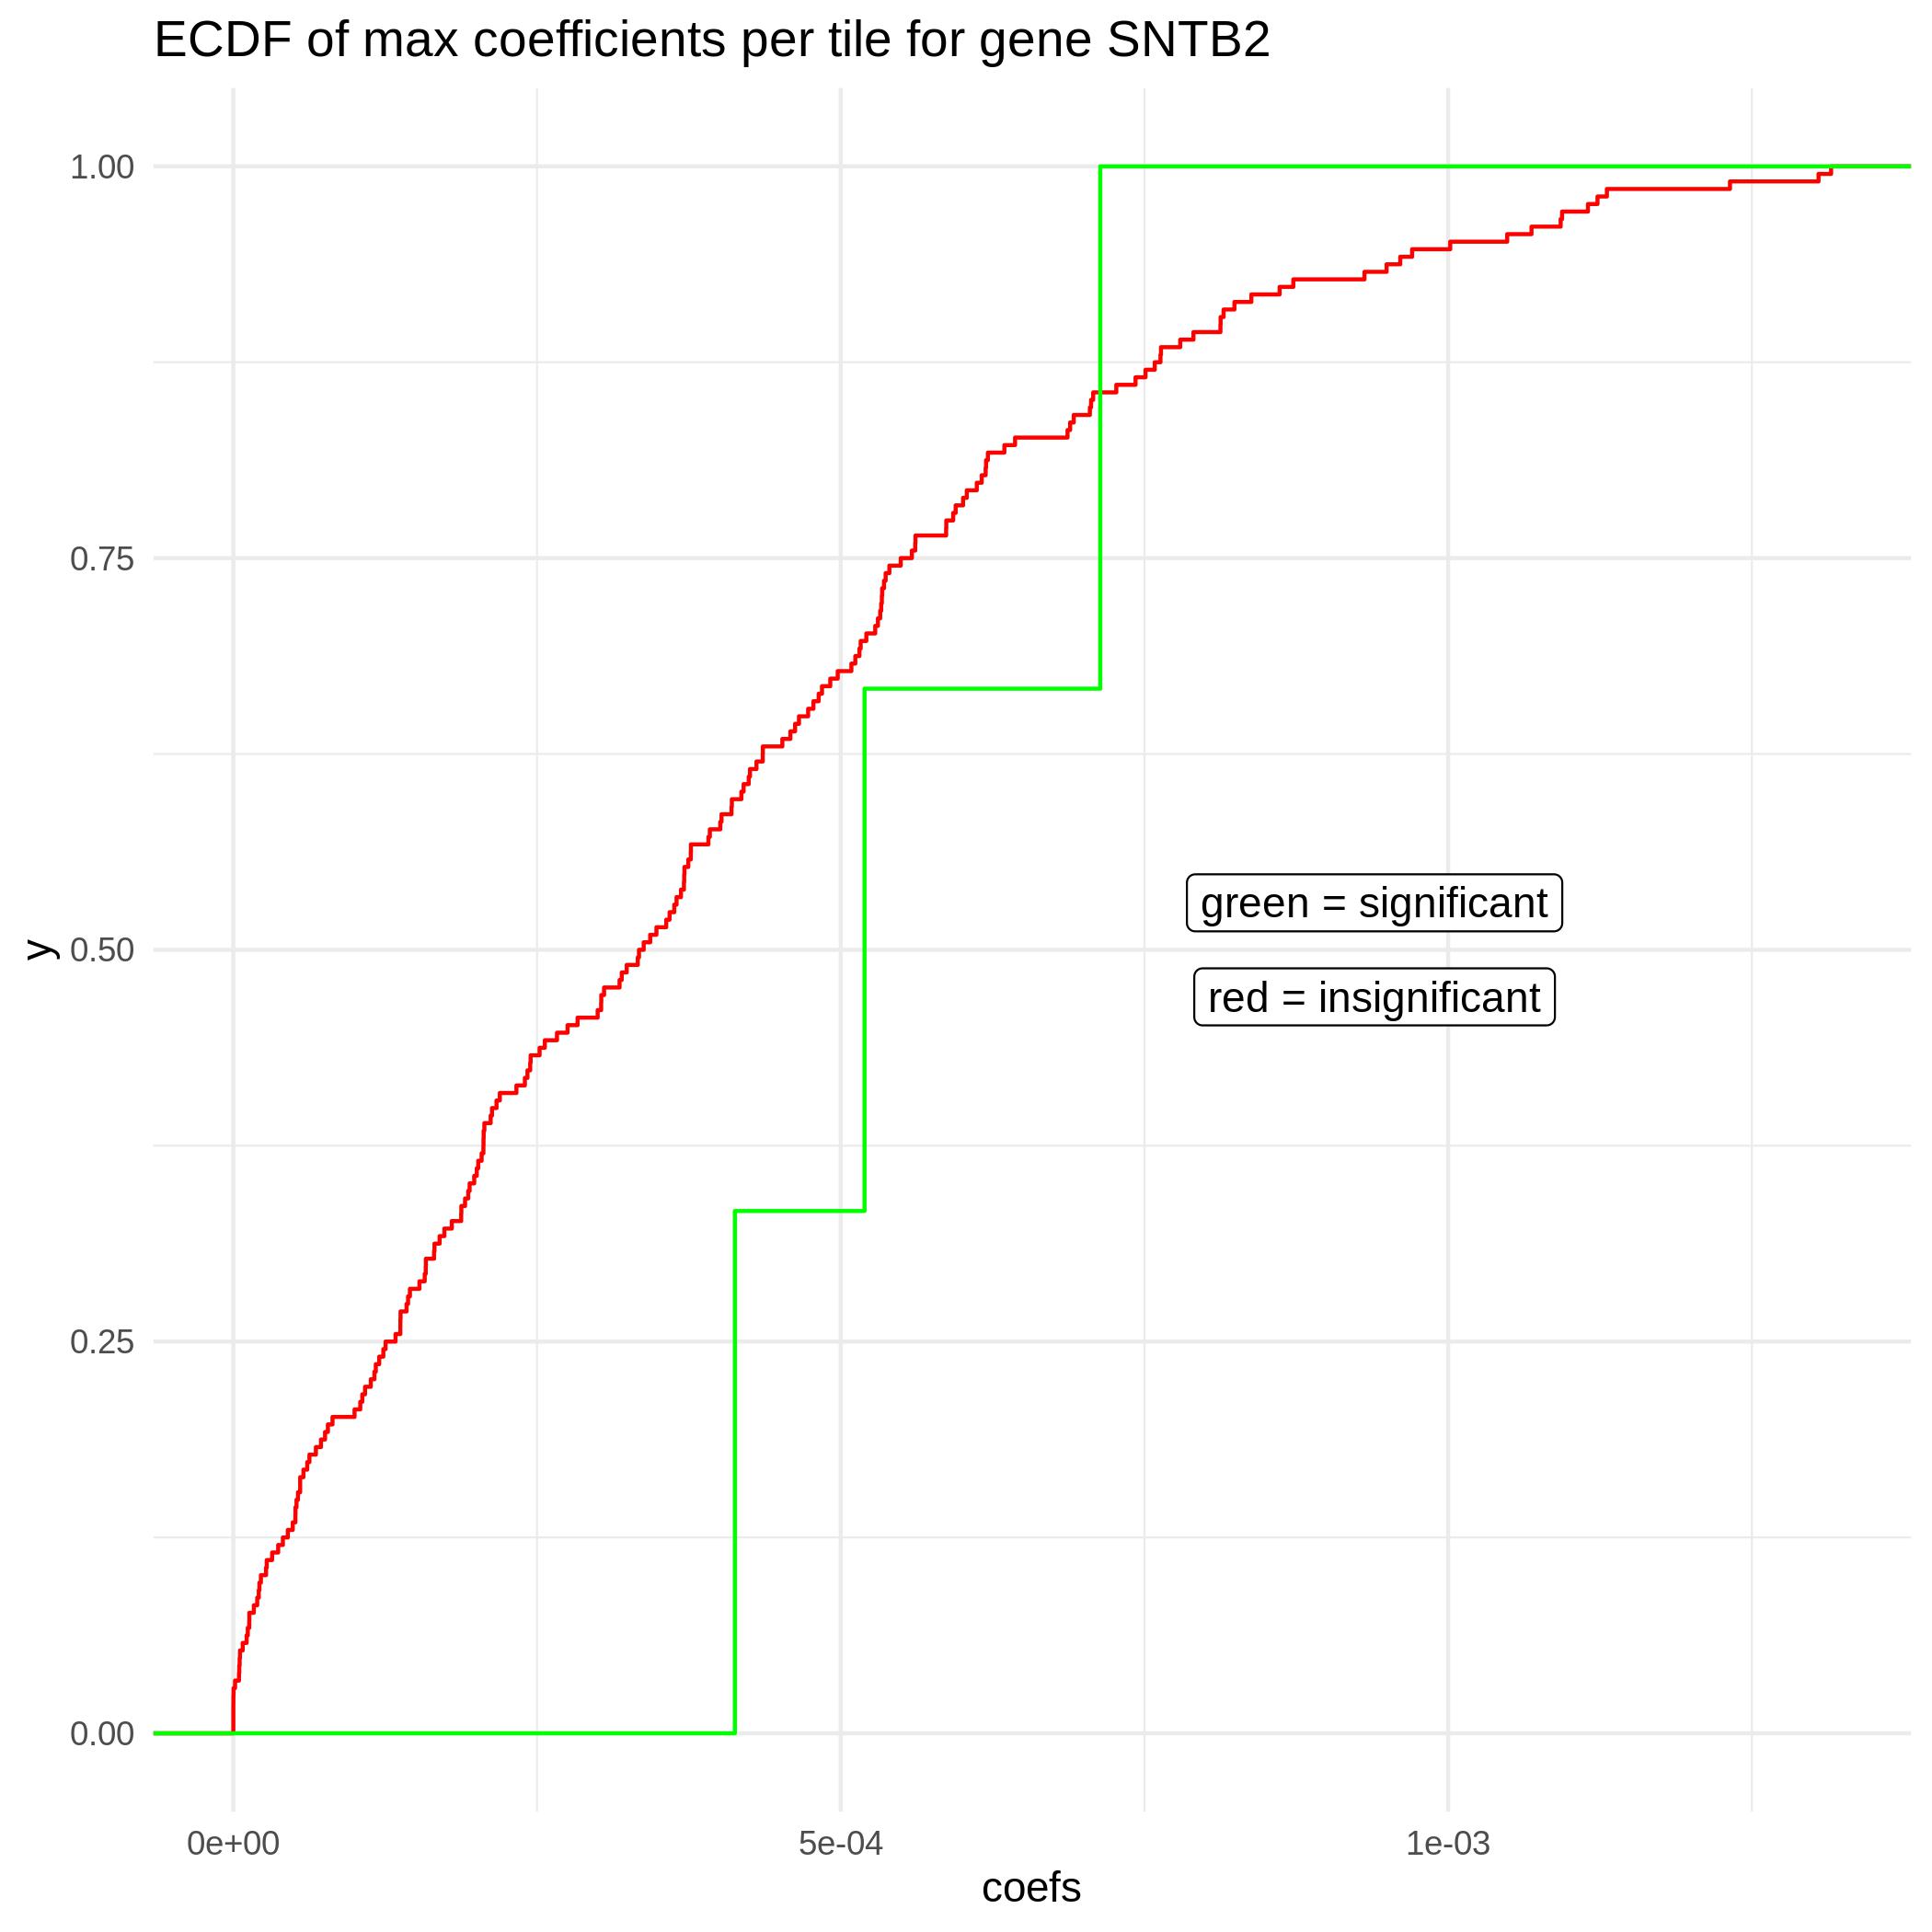 ECDF of max coefficients per tile for gene SNTB2
1.00
0.75
0.50
0.25
0.00
y
green = significant
red = insignificant
0e+00 5e-04 1e-03
coefs